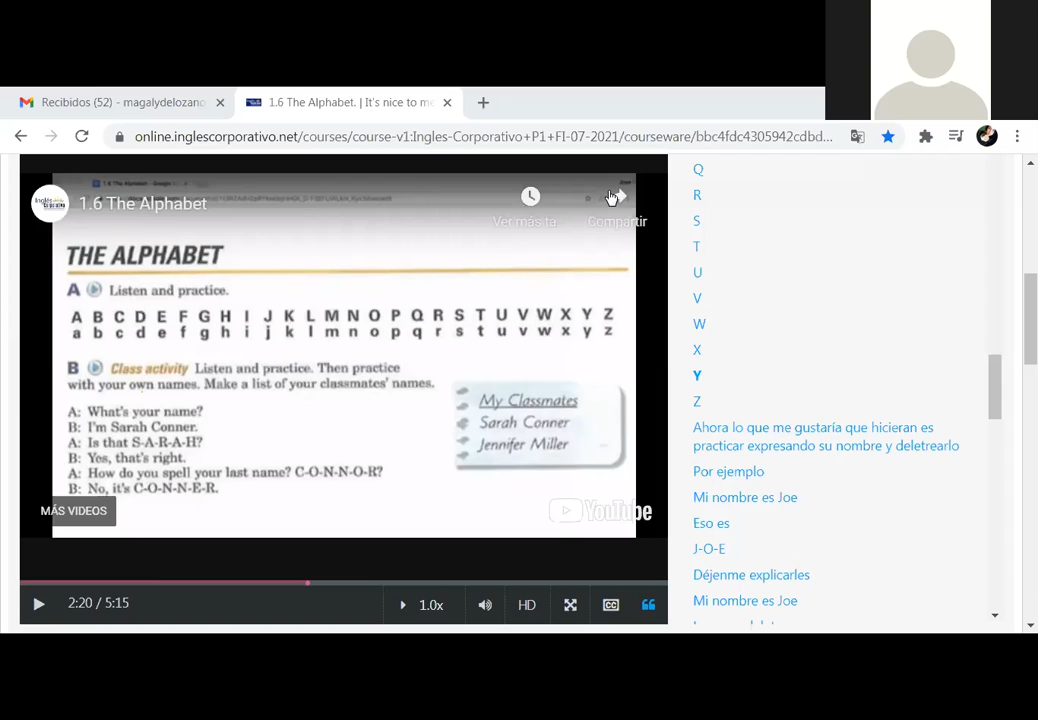 Recibidos (52) - magalydelozano
1.6 The Alphabet. | It's nice to me
online.inglescorporativo.net/courses/course-v1:Ingles-Corporativo+P1+FI-07-2021/courseware/bbc4fdc4305942cdbd...
1.6 The Alphabet
Ver más ta...
Compartir
THE ALPHABET
A Listen and practice.
A B C D E F G H I J K L M N O P Q R S T U V W X Y Z
a b c d e f g h i j k l m n o p q r s t u v w x y z
B Class activity Listen and practice. Then practice
with your own names. Make a list of your classmates' names.
A: What's your name?
B: I'm Sarah Conner.
A: Is that S-A-R-A-H?
B: Yes, that's right.
A: How do you spell your last name? C-O-N-N-O-R?
B: No, it's C-O-N-N-E-R.
My Classmates
Sarah Conner
Jennifer Miller
MÁS VIDEOS
YouTube
2:20 / 5:15
1.0x
HD
CC
Q
R
S
T
U
V
W
X
Y
Z
Ahora lo que me gustaría que hicieran es
practicar expresando su nombre y deletrearlo
Por ejemplo
Mi nombre es Joe
Eso es
J-O-E
Déjenme explicarles
Mi nombre es Joe